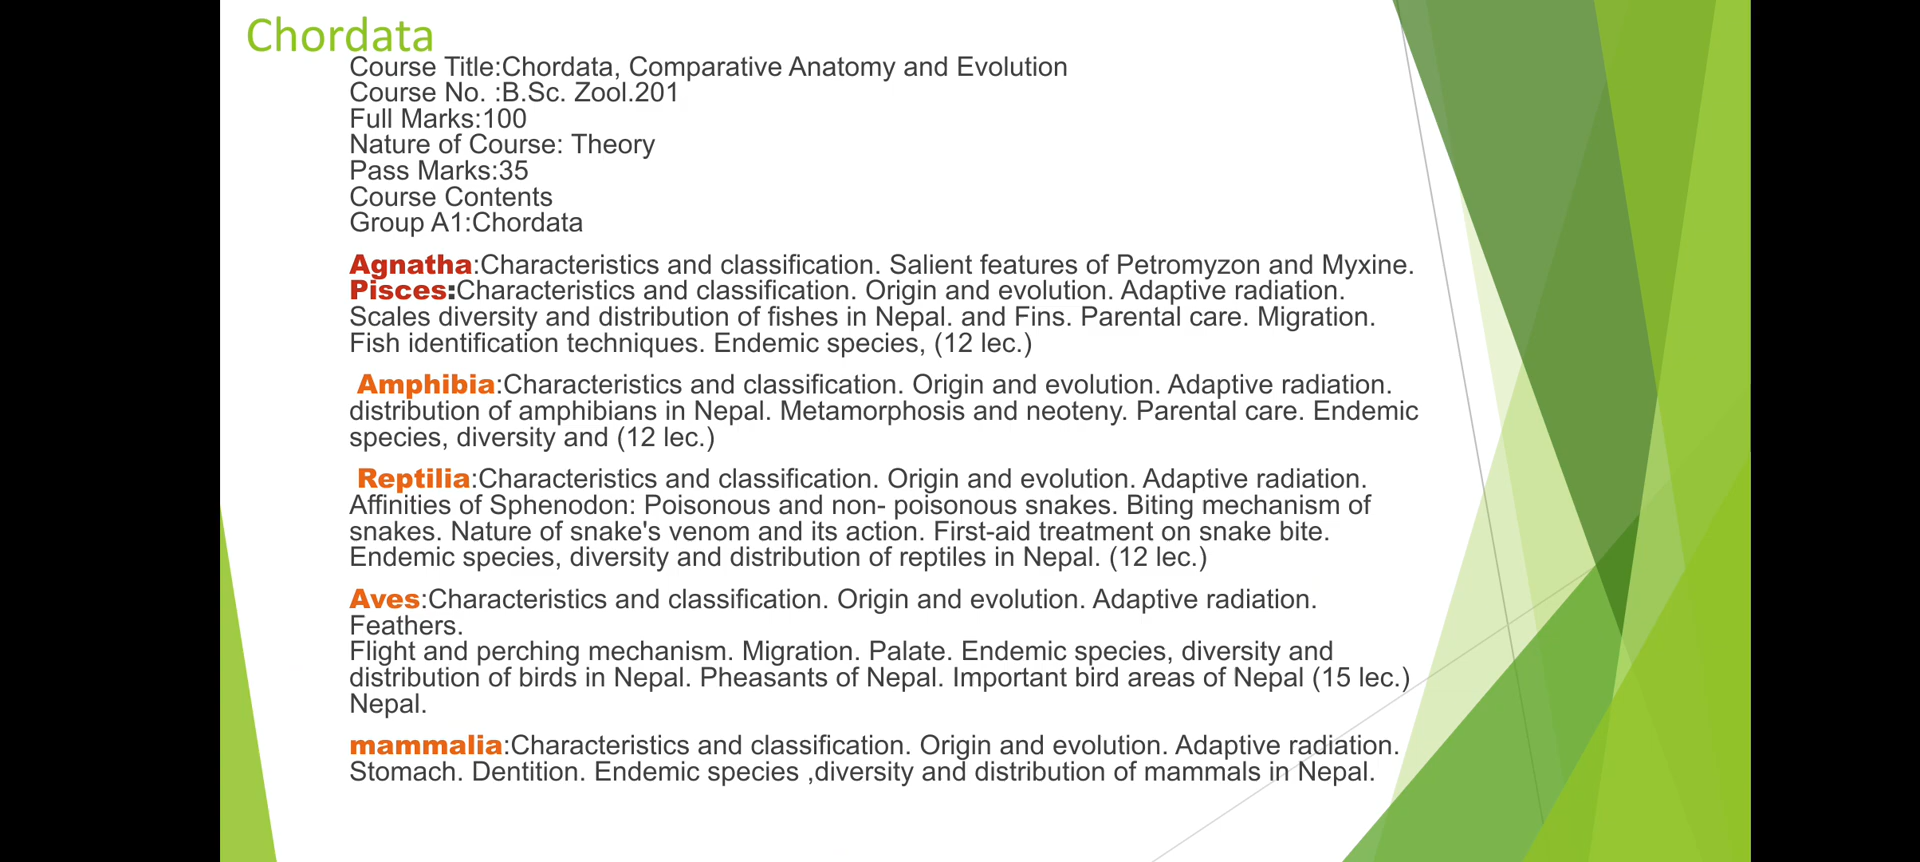 Chordata
Course Title:Chordata, Comparative Anatomy and Evolution
Course No. :B.Sc. Zool.201
Full Marks:100
Nature of Course: Theory
Pass Marks:35
Course Contents
Group A1:Chordata
Agnatha:Characteristics and classification. Salient features of Petromyzon and Myxine.
Pisces:Characteristics and classification. Origin and evolution. Adaptive radiation.
Scales diversity and distribution of fishes in Nepal. and Fins. Parental care. Migration.
Fish identification techniques. Endemic species, (12 lec.)
Amphibia:Characteristics and classification. Origin and evolution. Adaptive radiation.
distribution of amphibians in Nepal. Metamorphosis and neoteny. Parental care. Endemic
species, diversity and (12 lec.)
Reptilia:Characteristics and classification. Origin and evolution. Adaptive radiation.
Affinities of Sphenodon: Poisonous and non- poisonous snakes. Biting mechanism of
snakes. Nature of snake's venom and its action. First-aid treatment on snake bite.
Endemic species, diversity and distribution of reptiles in Nepal. (12 lec.)
Aves:Characteristics and classification. Origin and evolution. Adaptive radiation.
Feathers.
Flight and perching mechanism. Migration. Palate. Endemic species, diversity and
distribution of birds in Nepal. Pheasants of Nepal. Important bird areas of Nepal (15 lec.)
Nepal.
mammalia:Characteristics and classification. Origin and evolution. Adaptive radiation.
Stomach. Dentition. Endemic species ,diversity and distribution of mammals in Nepal.